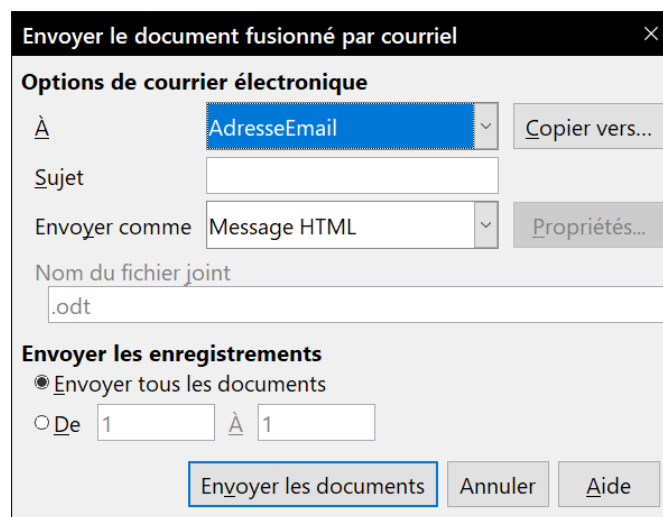 Envoyer le document fusionné par courriel
Options de courrier électronique
À AdresseEmail Copier vers...
Sujet
Envoyer comme Message HTML Propriétés...
Nom du fichier joint
.odt
Envoyer les enregistrements
Envoyer tous les documents
De 1 À 1
Envoyer les documents Annuler Aide